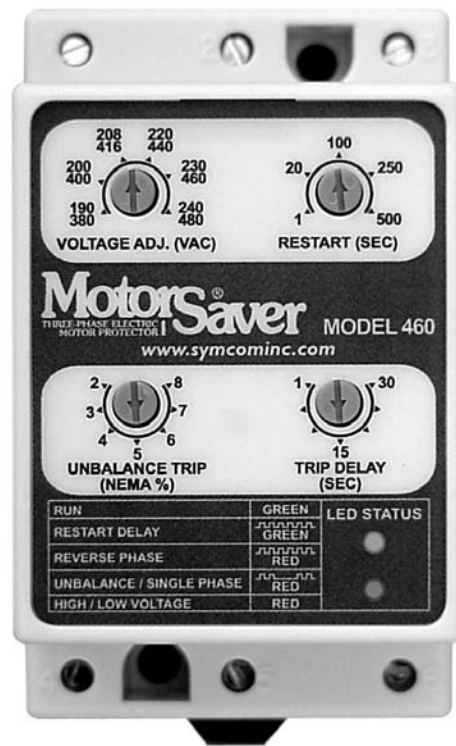 2 3
208 220
416 440
200 230
400 460
190 240
380 480
VOLTAGE ADJ. (VAC)
100
20 250
1 500
RESTART (SEC)
MotorSaver®
THREE-PHASE ELECTRIC
MOTOR PROTECTOR
MODEL 460
www.symcominc.com
2 8
3 7
4 6
5
UNBALANCE TRIP
(NEMA %)
1 30
15
TRIP DELAY
(SEC)
RUN GREEN
RESTART DELAY GREEN
REVERSE PHASE RED
UNBALANCE / SINGLE PHASE RED
HIGH / LOW VOLTAGE RED
LED STATUS